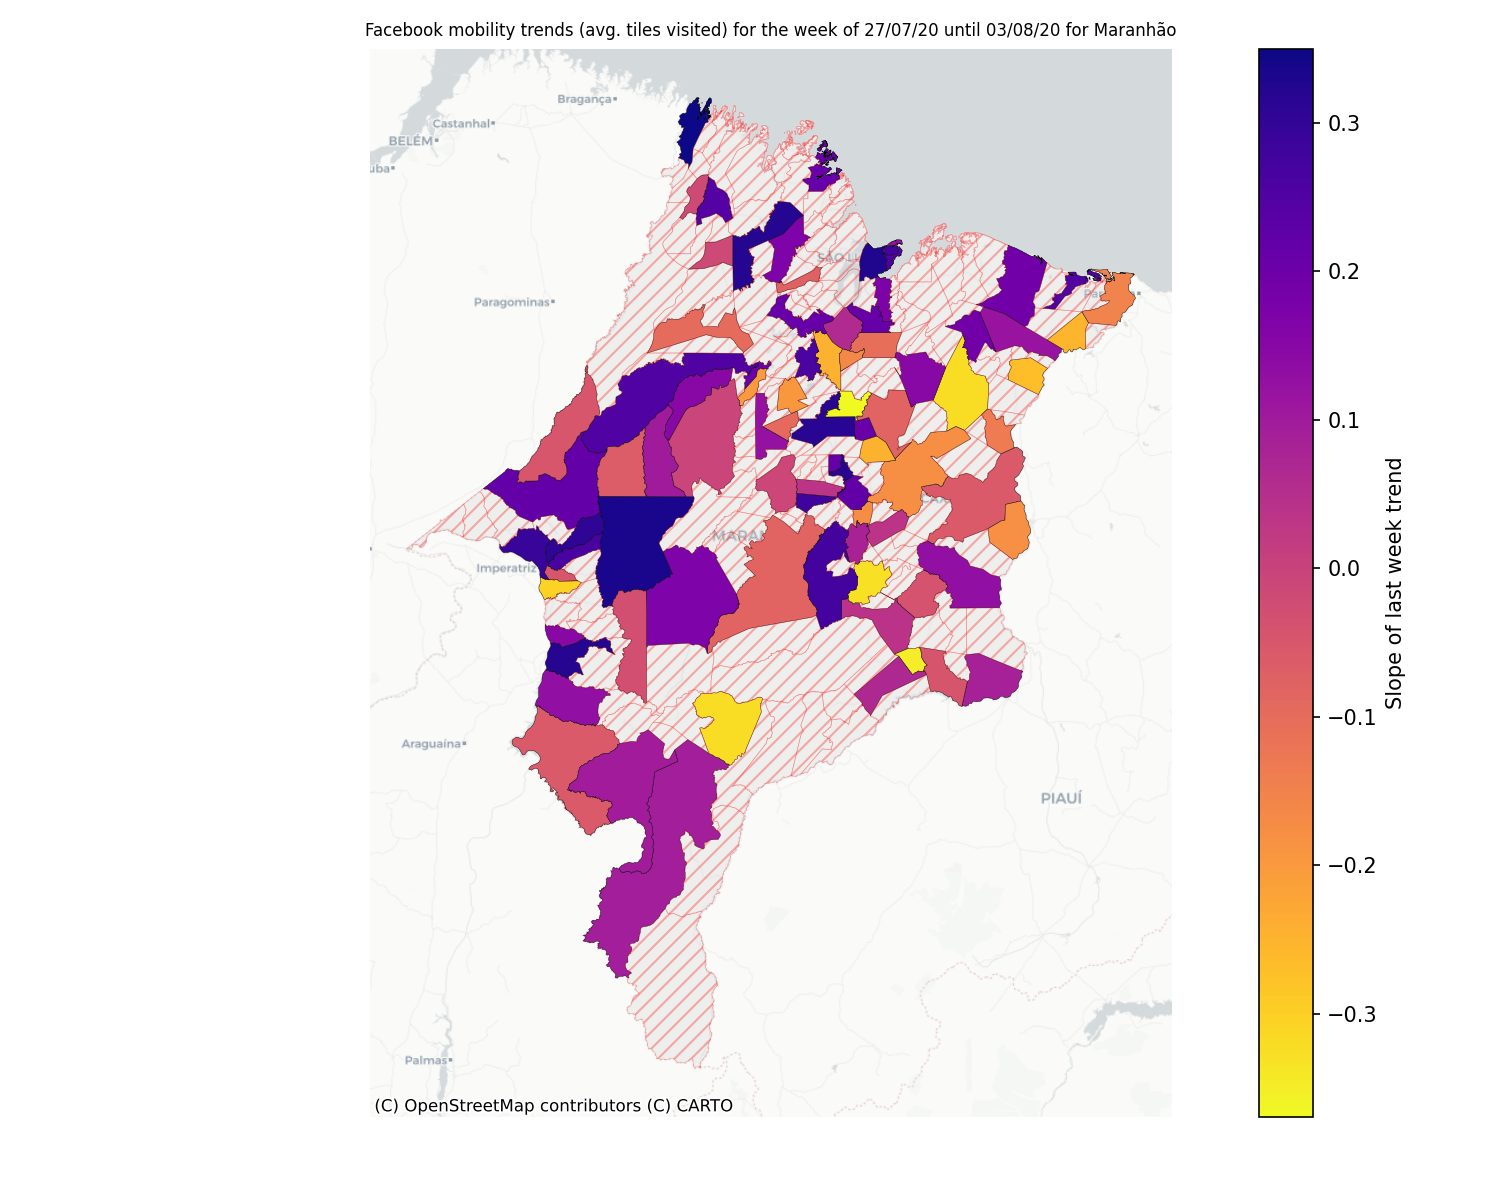 Facebook mobility trends (avg. tiles visited) for the week of 27/07/20 until 03/08/20 for Maranhão
Bragança
Castanhal
BELÉM
uba
SÃO L
Paragominas
Pa
MARAN
Imperatriz
Araguaína
PIAUÍ
Palmas
(C) OpenStreetMap contributors (C) CARTO
0.3
0.2
0.1
0.0
−0.1
−0.2
−0.3
Slope of last week trend